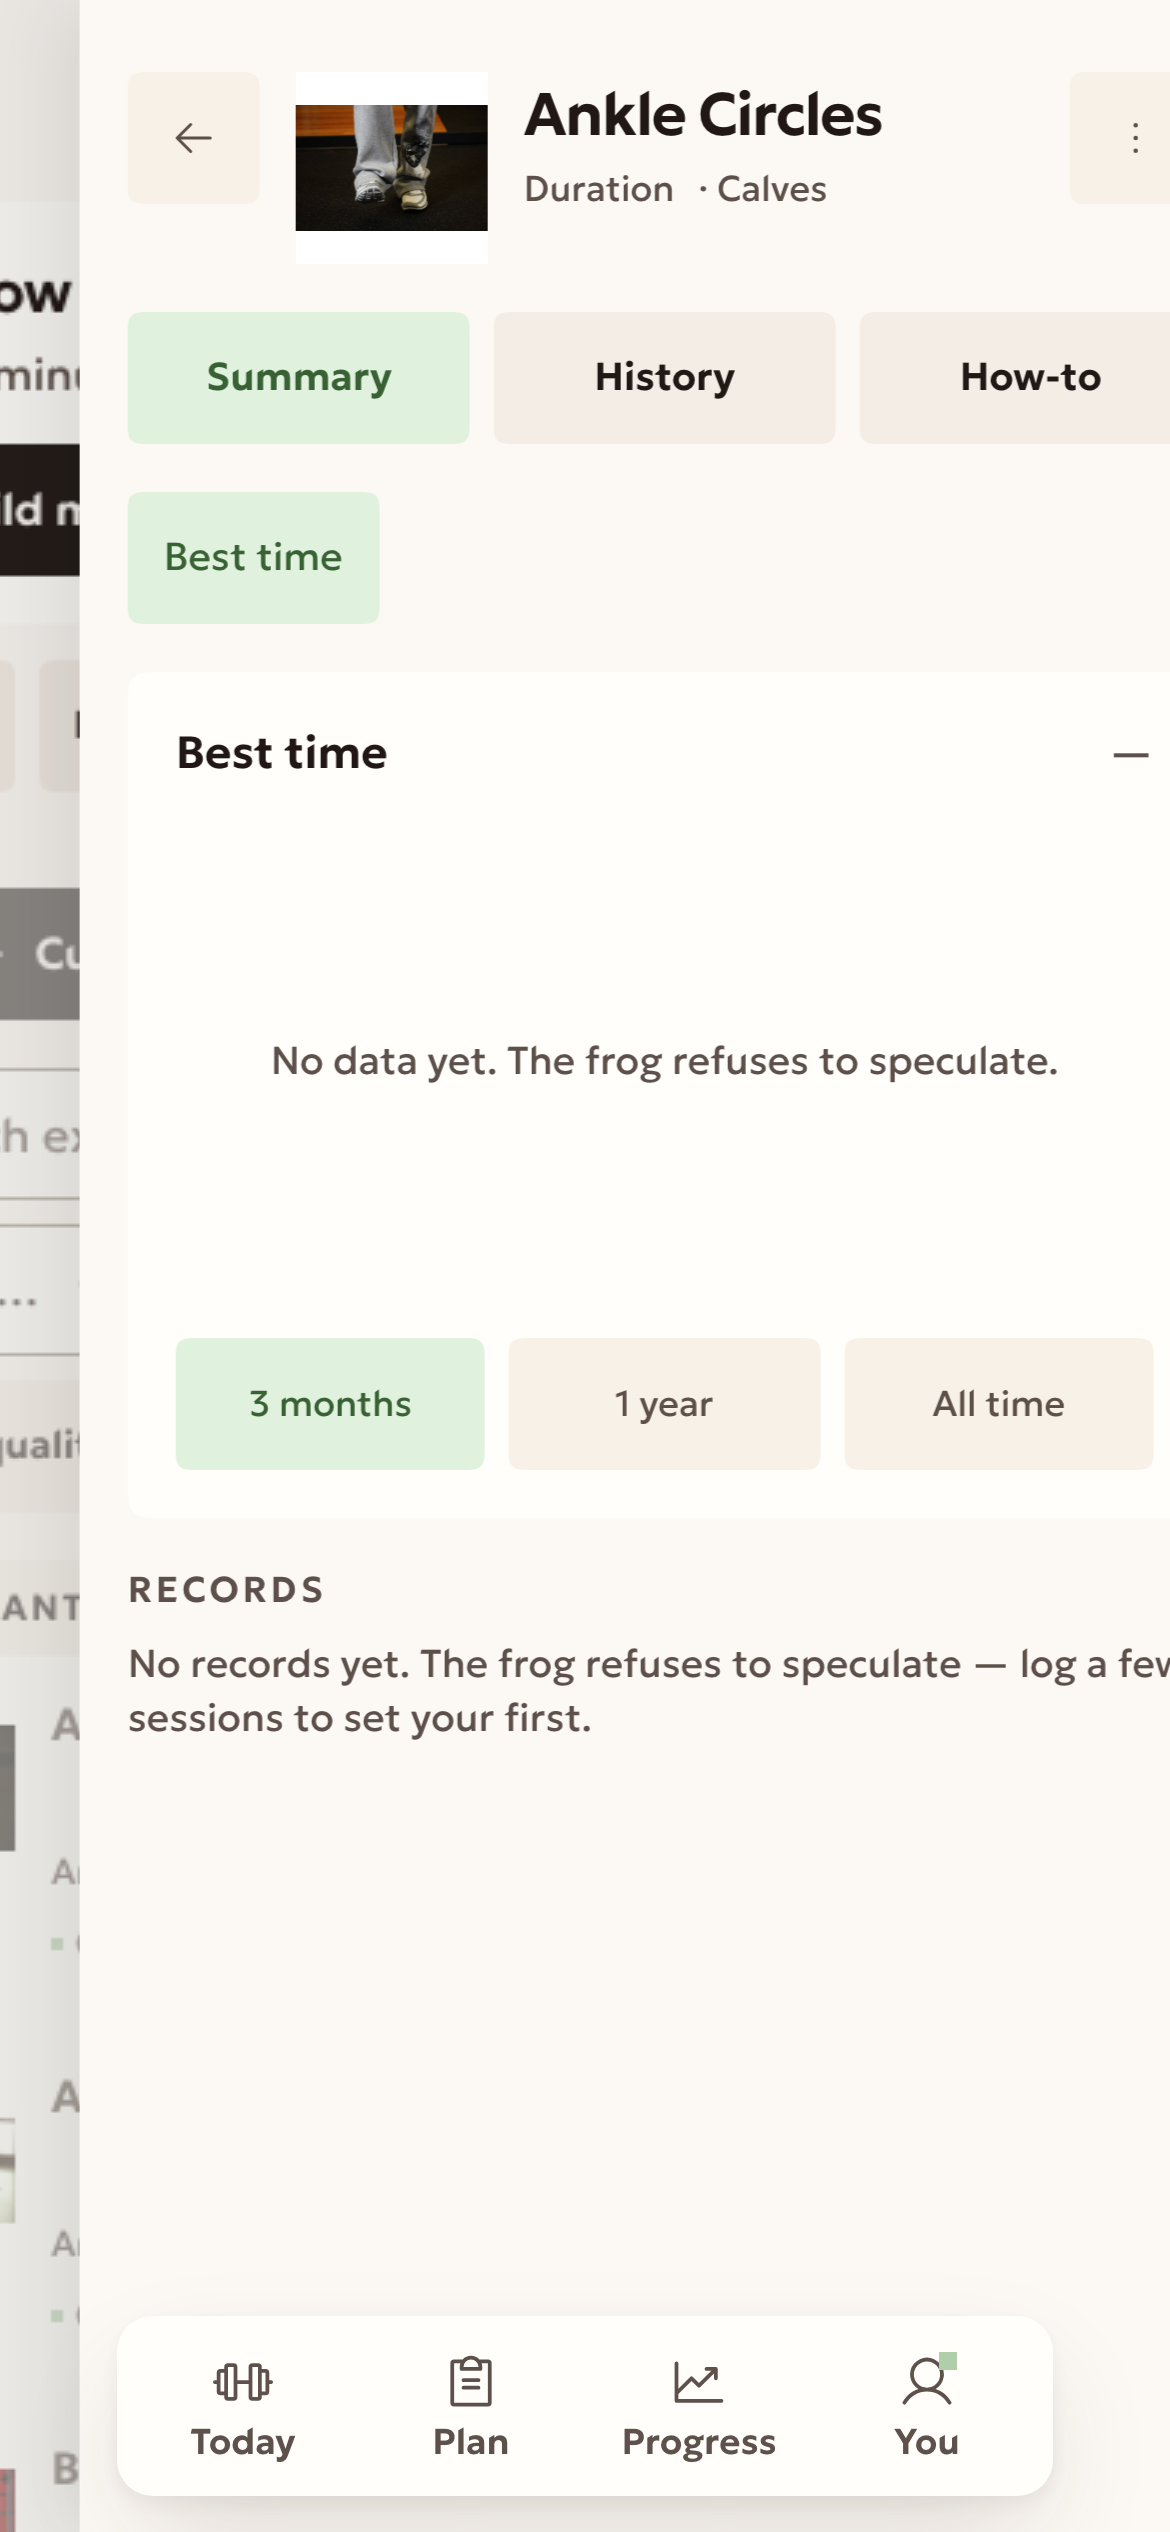 Ankle Circles
Duration · Calves
Summary
History
How-to
Best time
Best time
—
No data yet. The frog refuses to speculate.
3 months
1 year
All time
RECORDS
No records yet. The frog refuses to speculate — log a few
sessions to set your first.
Today
Plan
Progress
You